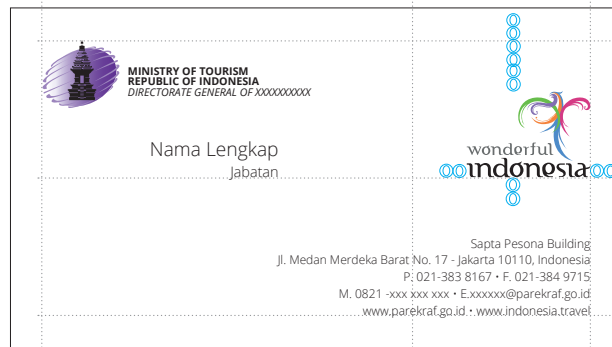 MINISTRY OF TOURISM
REPUBLIC OF INDONESIA
DIRECTORATE GENERAL OF XXXXXXXXXX
wonderful
indonesia
Nama Lengkap
Jabatan
Sapta Pesona Building
Jl. Medan Merdeka Barat No. 17 - Jakarta 10110, Indonesia
P. 021-383 8167 • F. 021-384 9715
M. 0821 -xxx xxx xxx • E.xxxxxx@parekraf.go.id
www.parekraf.go.id • www.indonesia.travel